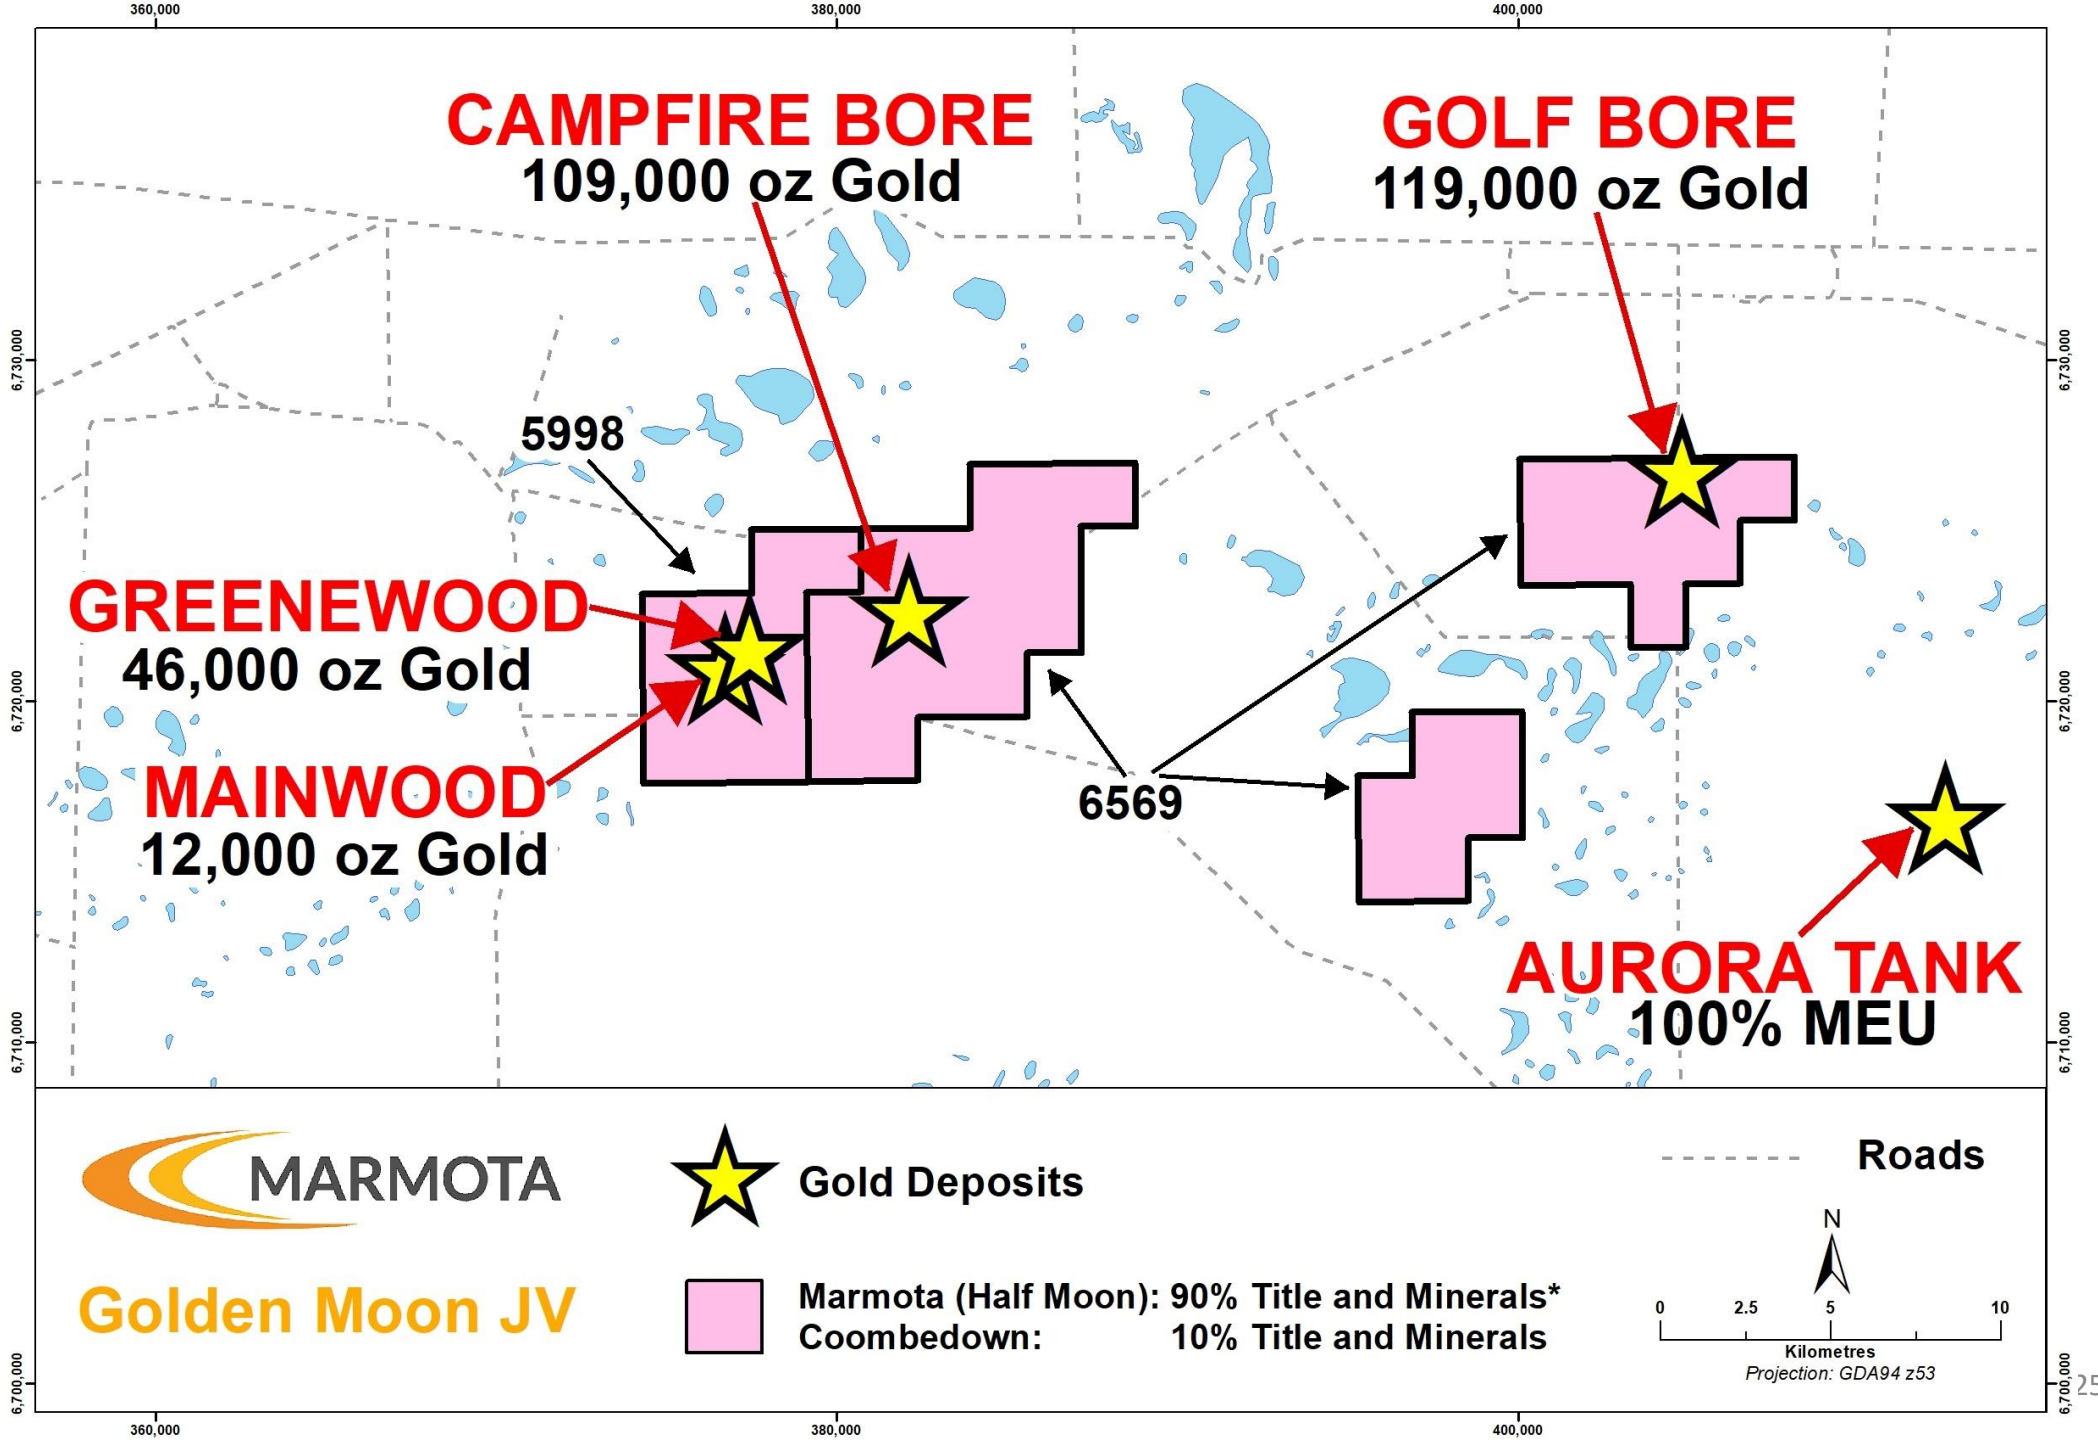 360,000
380,000
400,000
CAMPFIRE BORE
109,000 oz Gold
GOLF BORE
119,000 oz Gold
6,730,000
6,730,000
5998
GREENEWOOD
46,000 oz Gold
6,720,000
6,720,000
MAINWOOD
12,000 oz Gold
6569
AURORA TANK
100% MEU
6,710,000
6,710,000
MARMOTA
Golden Moon JV
Gold Deposits
Marmota (Half Moon): 90% Title and Minerals*
Coombedown: 10% Title and Minerals
Roads
N
0 2.5 5 10
Kilometres
Projection: GDA94 z53
6,700,000
6,700,000
25
360,000
380,000
400,000